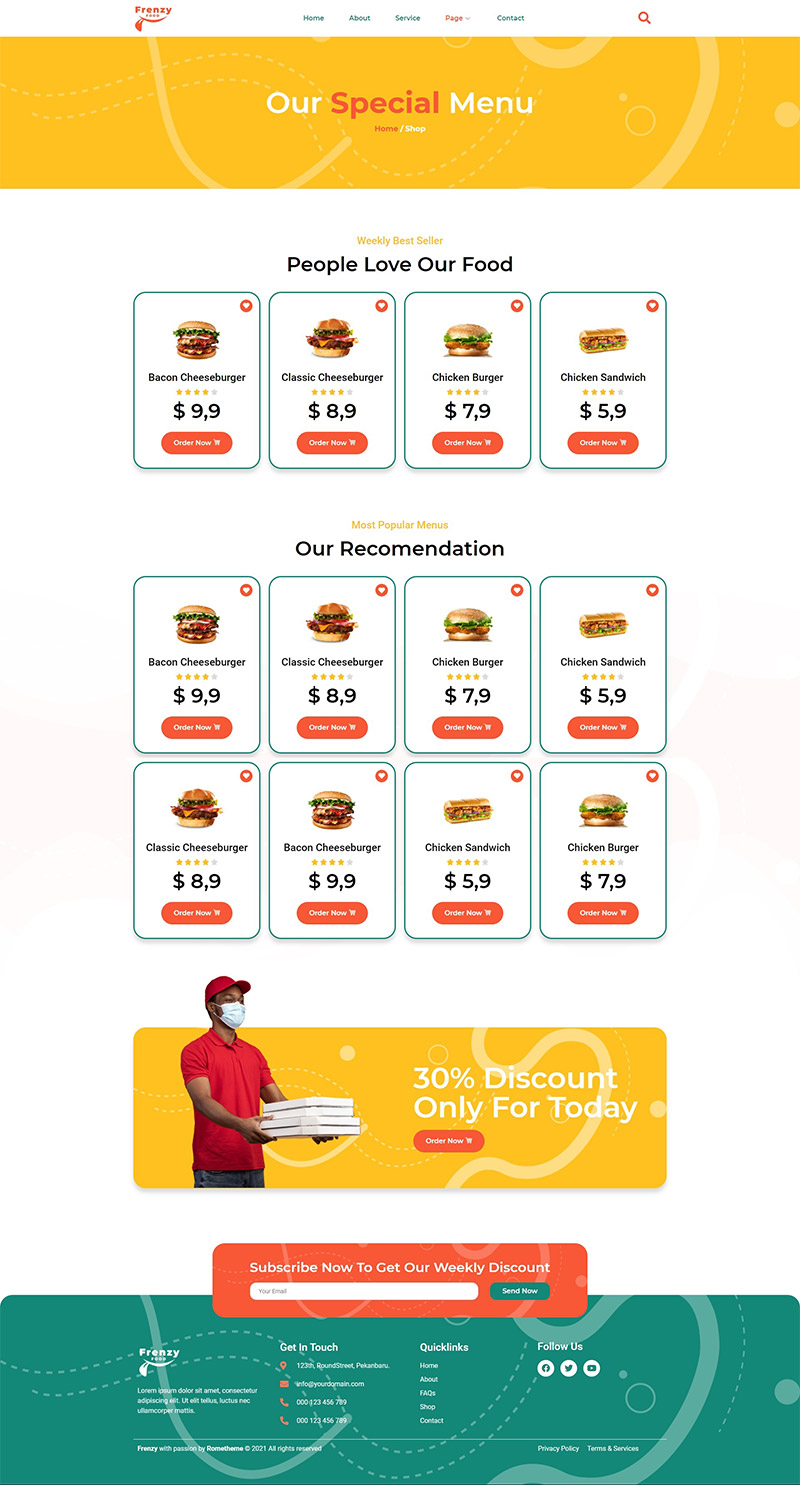 Frenzy
FOOD
Home About Service Page Contact
Our Special Menu
Home / Shop
Weekly Best Seller
People Love Our Food
Bacon Cheeseburger Classic Cheeseburger Chicken Burger Chicken Sandwich
$ 9,9 $ 8,9 $ 7,9 $ 5,9
Order Now Order Now Order Now Order Now
Most Popular Menus
Our Recomendation
Bacon Cheeseburger Classic Cheeseburger Chicken Burger Chicken Sandwich
$ 9,9 $ 8,9 $ 7,9 $ 5,9
Order Now Order Now Order Now Order Now
Classic Cheeseburger Bacon Cheeseburger Chicken Sandwich Chicken Burger
$ 8,9 $ 9,9 $ 5,9 $ 7,9
Order Now Order Now Order Now Order Now
30% Discount
Only For Today
Order Now
Subscribe Now To Get Our Weekly Discount
Your Email Send Now
Frenzy
FOOD
Lorem ipsum dolor sit amet, consectetur
adipiscing elit. Ut elit tellus, luctus nec
ullamcorper mattis.
Get In Touch
123th, RoundStreet, Pekanbaru.
info@yourdomain.com
000 123 456 789
000 123 456 789
Quicklinks
Home
About
FAQs
Shop
Contact
Follow Us
Frenzy with passion by Rometheme © 2021 All rights reserved
Privacy Policy Terms & Services